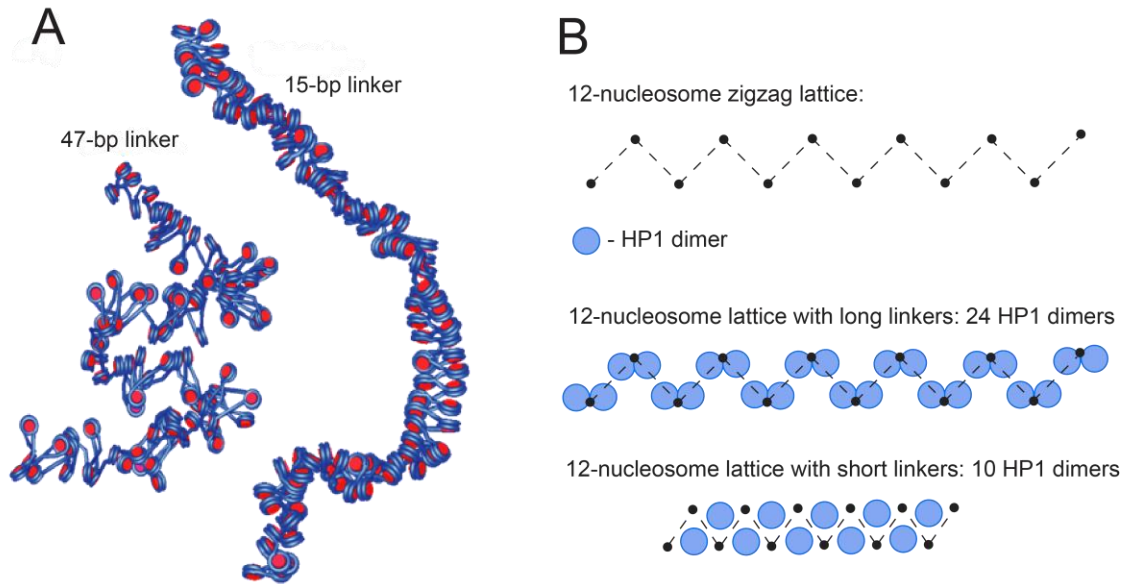 A
15-bp linker
47-bp linker
B
12-nucleosome zigzag lattice:
- HP1 dimer
12-nucleosome lattice with long linkers: 24 HP1 dimers
12-nucleosome lattice with short linkers: 10 HP1 dimers